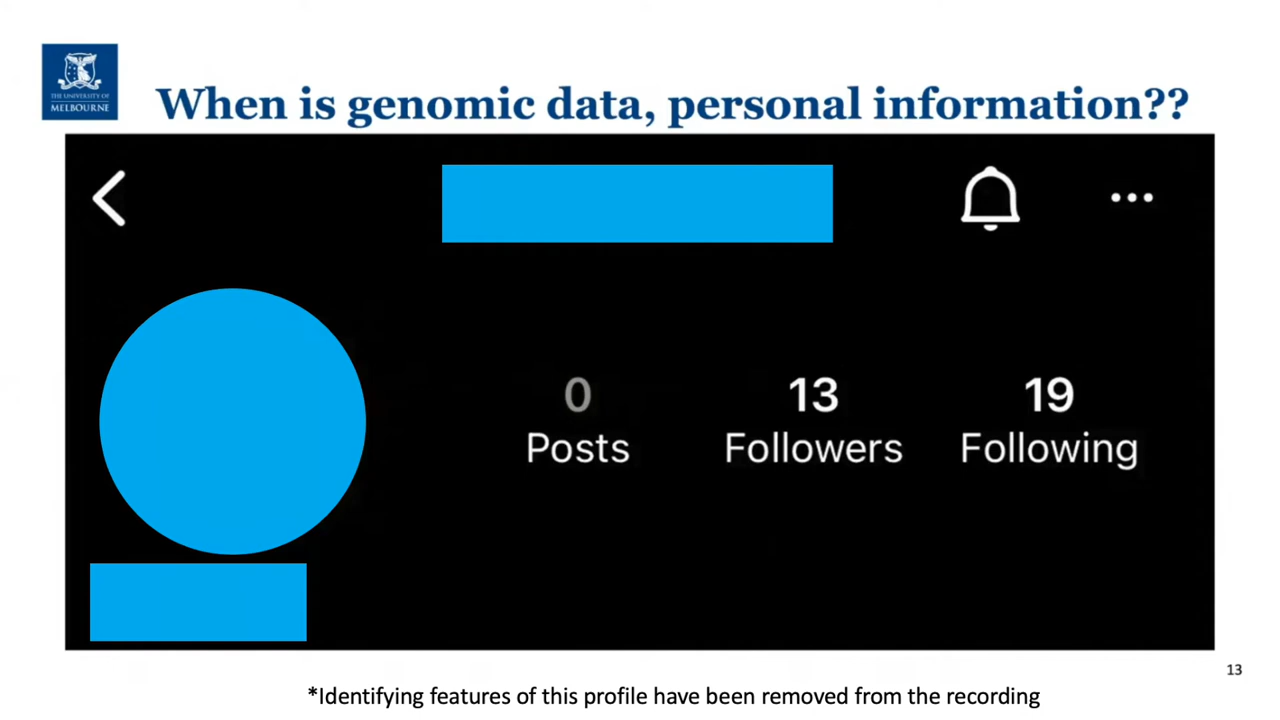 THE UNIVERSITY OF
MELBOURNE
When is genomic data, personal information??
0 13 19
Posts Followers Following
13
*Identifying features of this profile have been removed from the recording